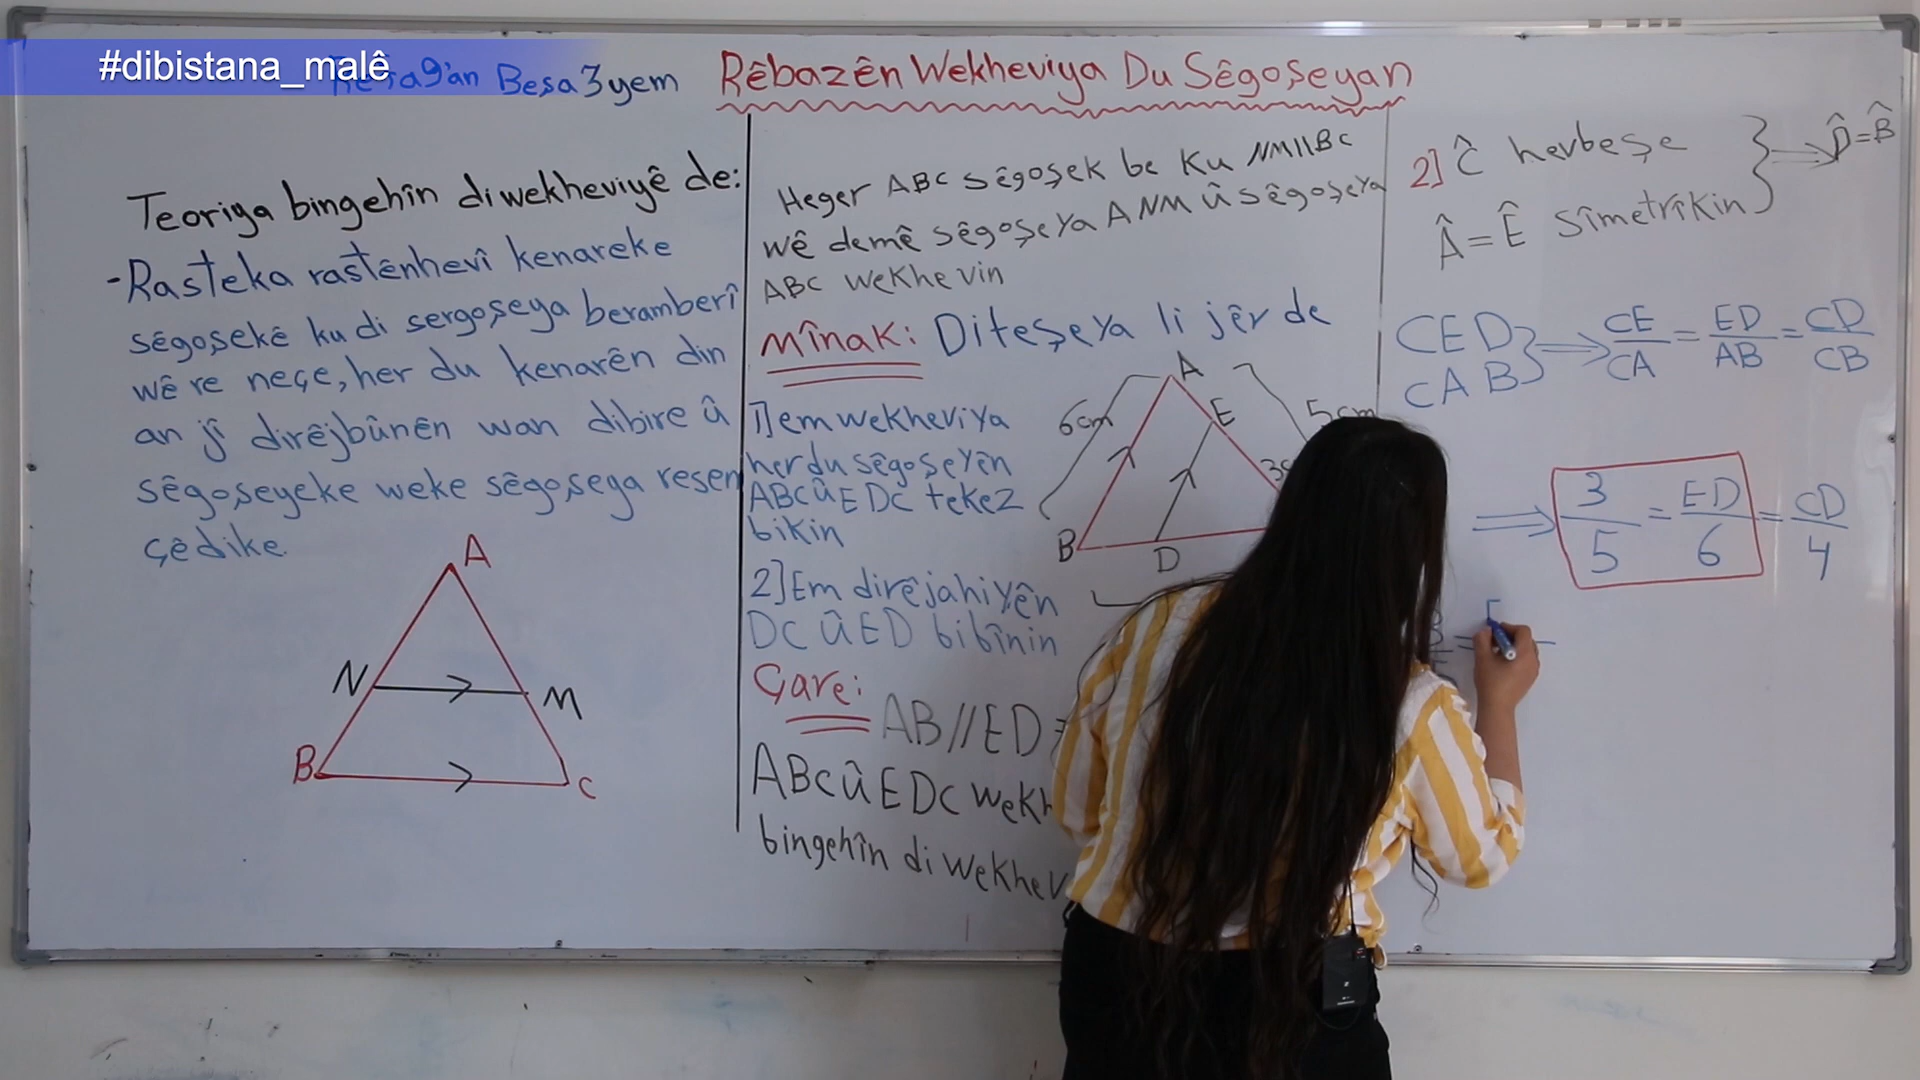 #dibistana_malê
Besa 3yem
Rêbazên Wekheviya Du Sêgoşeyan
Teoriya bingehîn di wekheviyê de:
-Rasteka rastênhevî kenareke
sêgoşekê ku di sergoşeya beramberî
wê re neçe, her du kenarên din
an jî dirêjbûnên wan dibire û
sêgoşeyeke weke sêgoşeya resen
çêdike.
A
N
M
B
C
Heger ABC sêgoşek be Ku NM//BC
wê demê sêgoşeya ANM û sêgoşeya
ABC weKhevin
mînak: Diteşeya li jêr de
1] em wekheviya
herdu sêgoşeyên
ABC û EDC tekez
bikin
2] Em dirêjahiyên
DC û ED bibînin
A
6cm
E
5cm
B
D
Çare:
AB//ED
ABC û EDC wekh
bingehîn di wekhev
2] Ĉ hevbeşe
Â=Ê Sîmetrîkin
D̂=B̂
CED
CAB
CE/CA = ED/AB = CD/CB
3/5 = ED/6 = CD/4